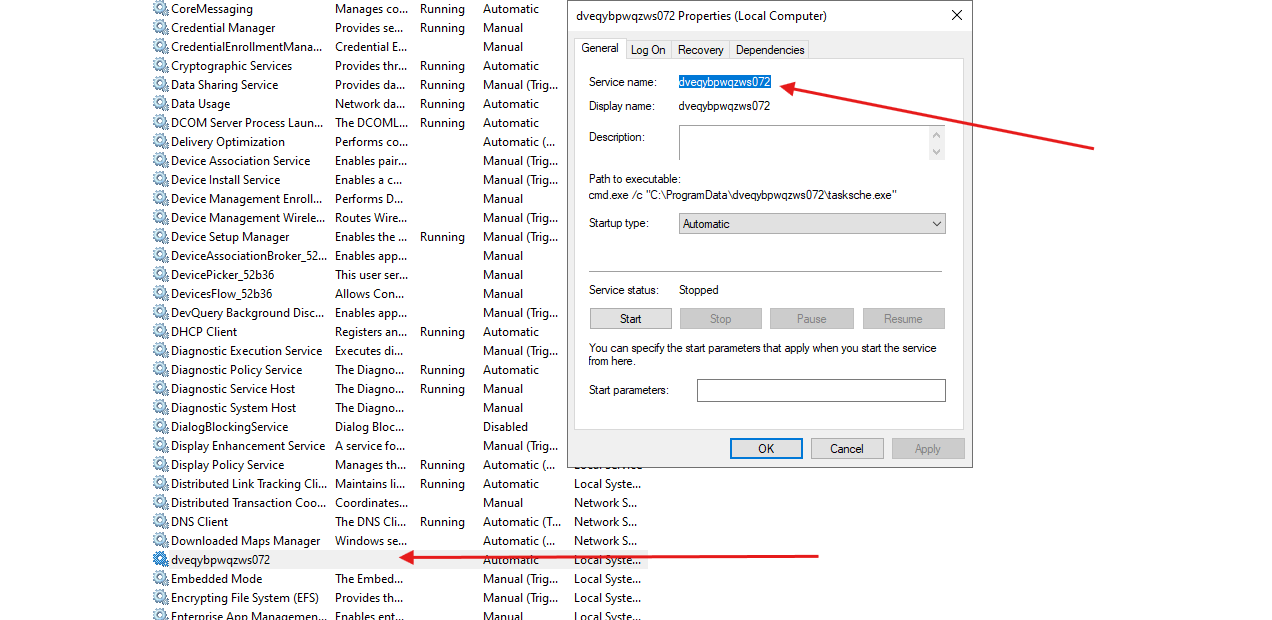 CoreMessaging Manages co... Running Automatic
Credential Manager Provides se... Running Manual
CredentialEnrollmentMana... Credential E... Manual
Cryptographic Services Provides thr... Running Automatic
Data Sharing Service Provides da... Running Manual (Trig...
Data Usage Network da... Running Automatic
DCOM Server Process Laun... The DCOML... Running Automatic
Delivery Optimization Performs co... Automatic (...
Device Association Service Enables pair... Manual (Trig...
Device Install Service Enables a c... Manual (Trig...
Device Management Enroll... Performs D... Manual
Device Management Wirele... Routes Wire... Manual (Trig...
Device Setup Manager Enables the ... Running Manual (Trig...
DeviceAssociationBroker_52... Enables app... Manual
DevicePicker_52b36 This user ser... Manual
DevicesFlow_52b36 Allows Con... Manual
DevQuery Background Disc... Enables app... Manual (Trig...
DHCP Client Registers an... Running Automatic
Diagnostic Execution Service Executes di... Manual (Trig...
Diagnostic Policy Service The Diagno... Running Automatic
Diagnostic Service Host The Diagno... Running Manual
Diagnostic System Host The Diagno... Manual
DialogBlockingService Dialog Bloc... Disabled
Display Enhancement Service A service fo... Manual (Trig...
Display Policy Service Manages th... Running Automatic (... Local Service
Distributed Link Tracking Cli... Maintains li... Running Automatic Local Syste...
Distributed Transaction Coo... Coordinates... Manual Network S...
DNS Client The DNS Cli... Running Automatic (T... Network S...
Downloaded Maps Manager Windows se... Automatic (... Network S...
dveqybpwqzws072 Automatic Local Syste...
Embedded Mode The Embed... Manual (Trig... Local Syste...
Encrypting File System (EFS) Provides th... Manual (Trig... Local Syste...
Enterprise App Managemen... Enables ent... Manual Local Syste...
dveqybpwqzws072 Properties (Local Computer)
General Log On Recovery Dependencies
Service name: dveqybpwqzws072
Display name: dveqybpwqzws072
Description:
Path to executable:
cmd.exe /c "C:\ProgramData\dveqybpwqzws072\tasksche.exe"
Startup type: Automatic
Service status: Stopped
Start Stop Pause Resume
You can specify the start parameters that apply when you start the service
from here.
Start parameters:
OK Cancel Apply